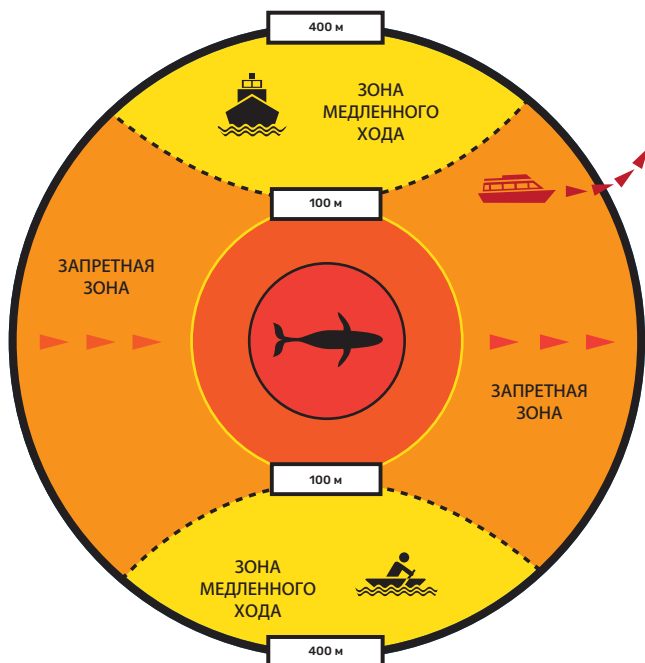 400 м
ЗОНА
МЕДЛЕННОГО
ХОДА
100 м
ЗАПРЕТНАЯ
ЗОНА
ЗАПРЕТНАЯ
ЗОНА
100 м
ЗОНА
МЕДЛЕННОГО
ХОДА
400 м